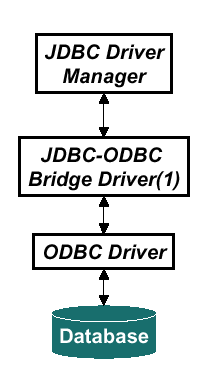 JDBC Driver
Manager
JDBC-ODBC
Bridge Driver(1)
ODBC Driver
Database